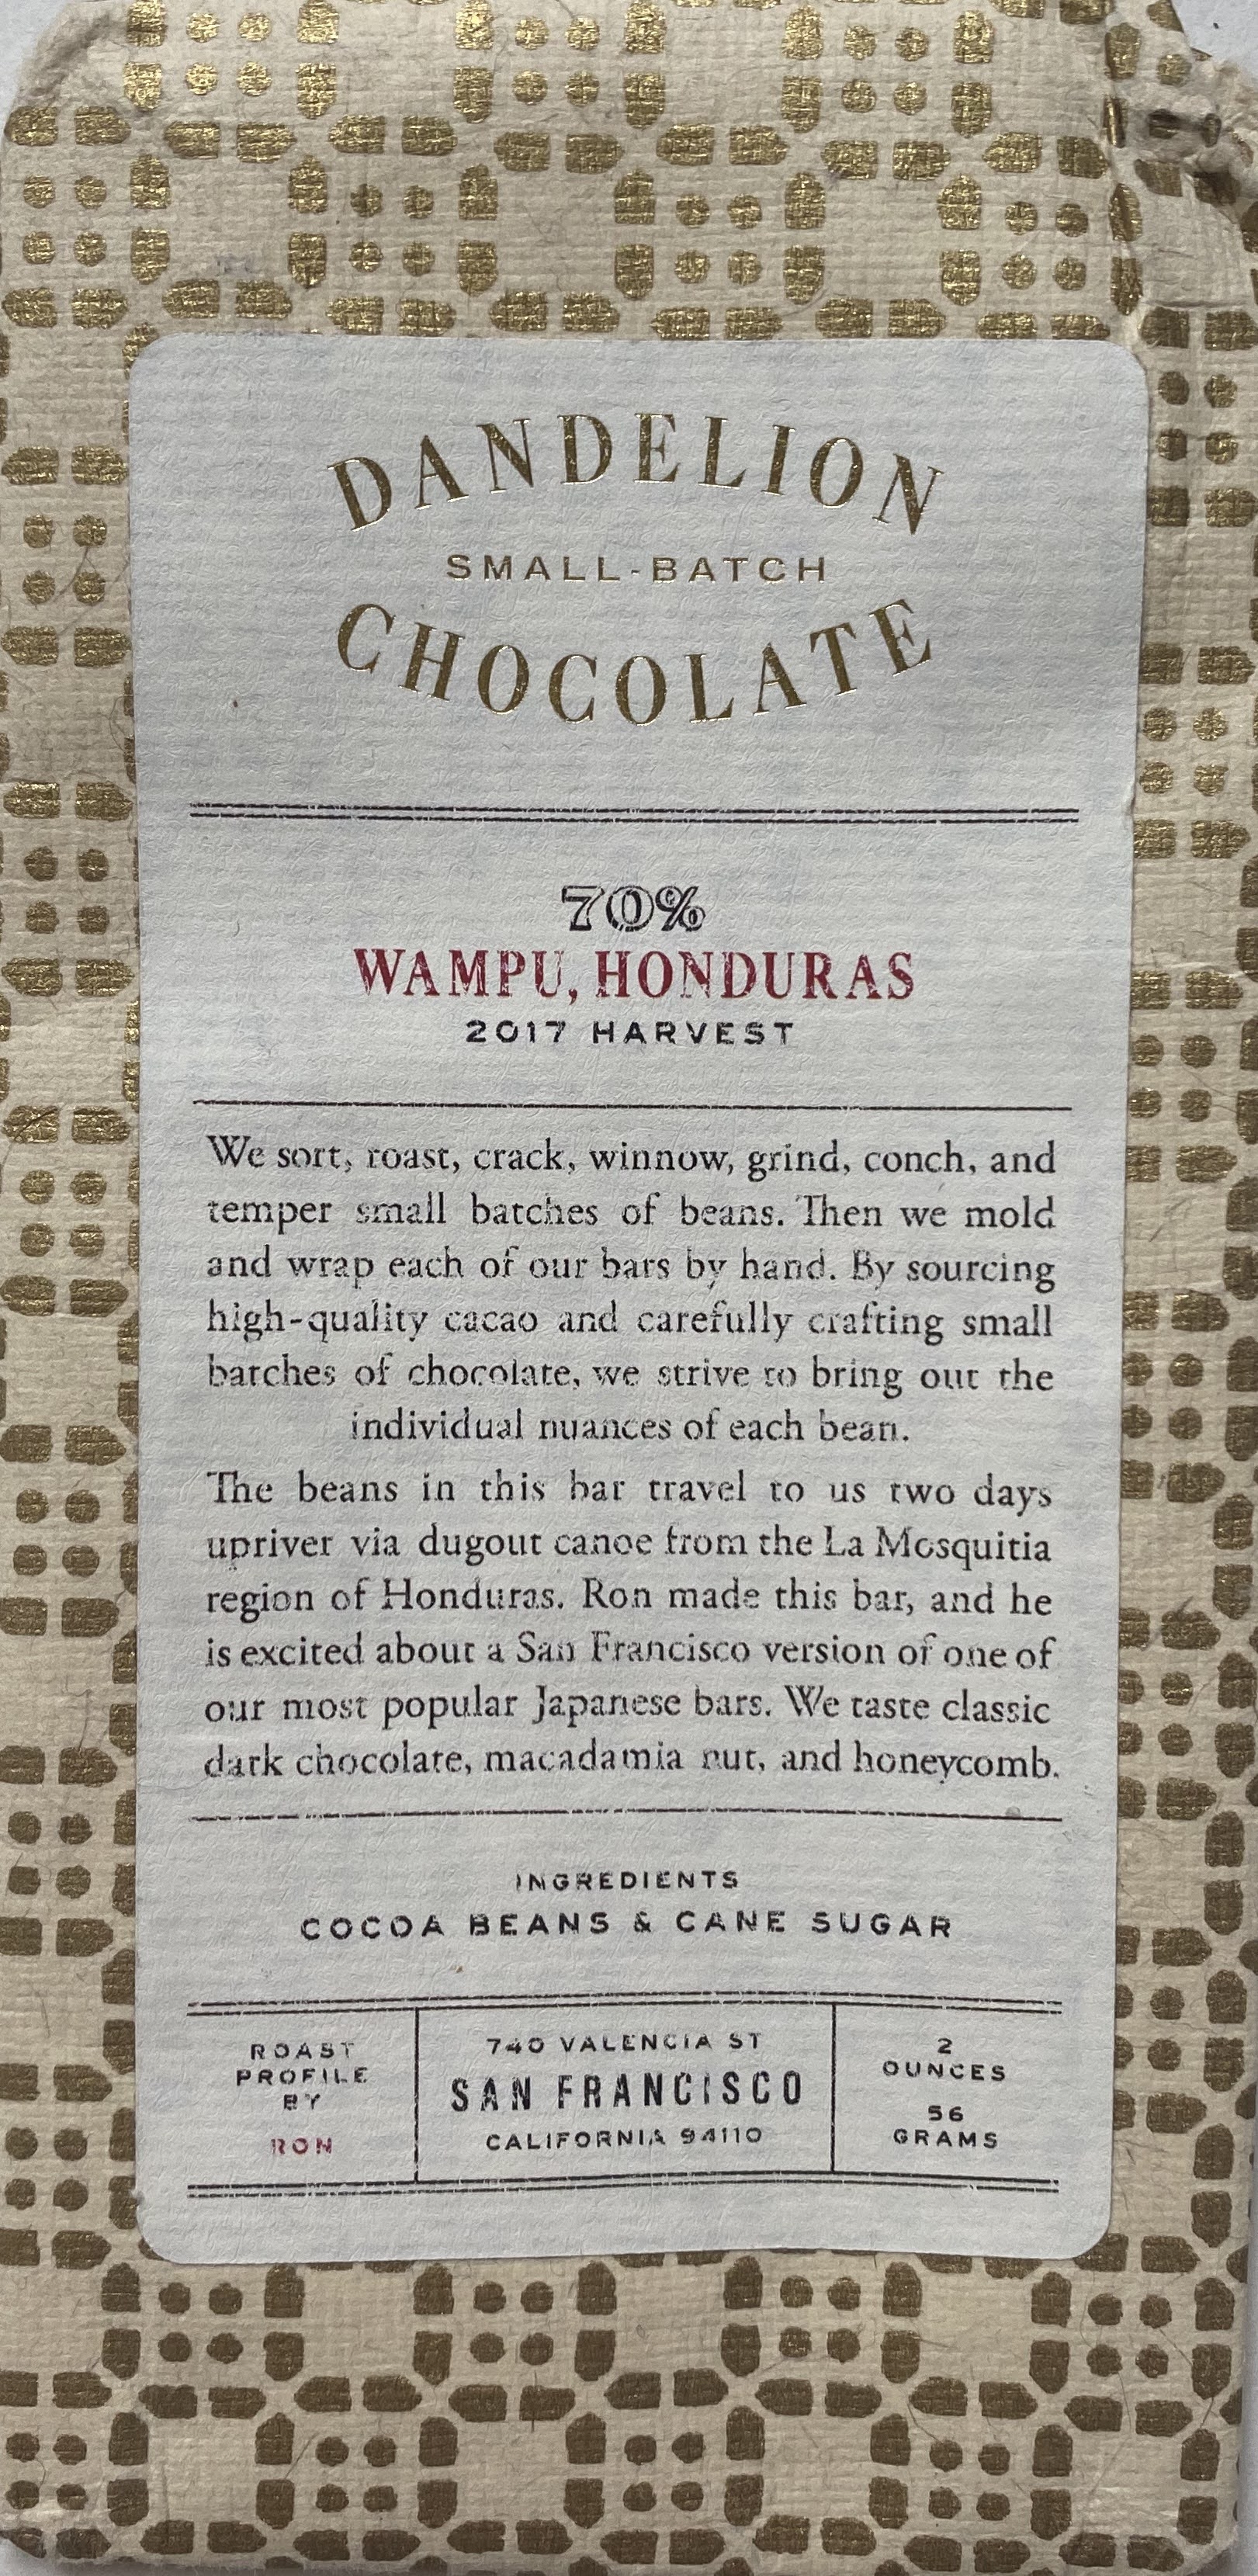 DANDELION
SMALL-BATCH
CHOCOLATE
70%
WAMPU, HONDURAS
2017 HARVEST
We sort, roast, crack, winnow, grind, conch, and
temper small batches of beans. Then we mold
and wrap each of our bars by hand. By sourcing
high-quality cacao and carefully crafting small
batches of chocolate, we strive to bring out the
individual nuances of each bean.
The beans in this bar travel to us two days
upriver via dugout canoe from the La Mosquitia
region of Honduras. Ron made this bar, and he
is excited about a San Francisco version of one of
our most popular Japanese bars. We taste classic
dark chocolate, macadamia nut, and honeycomb.
INGREDIENTS
COCOA BEANS & CANE SUGAR
ROAST
PROFILE
BY
RON
740 VALENCIA ST
SAN FRANCISCO
CALIFORNIA 94110
2
OUNCES
56
GRAMS